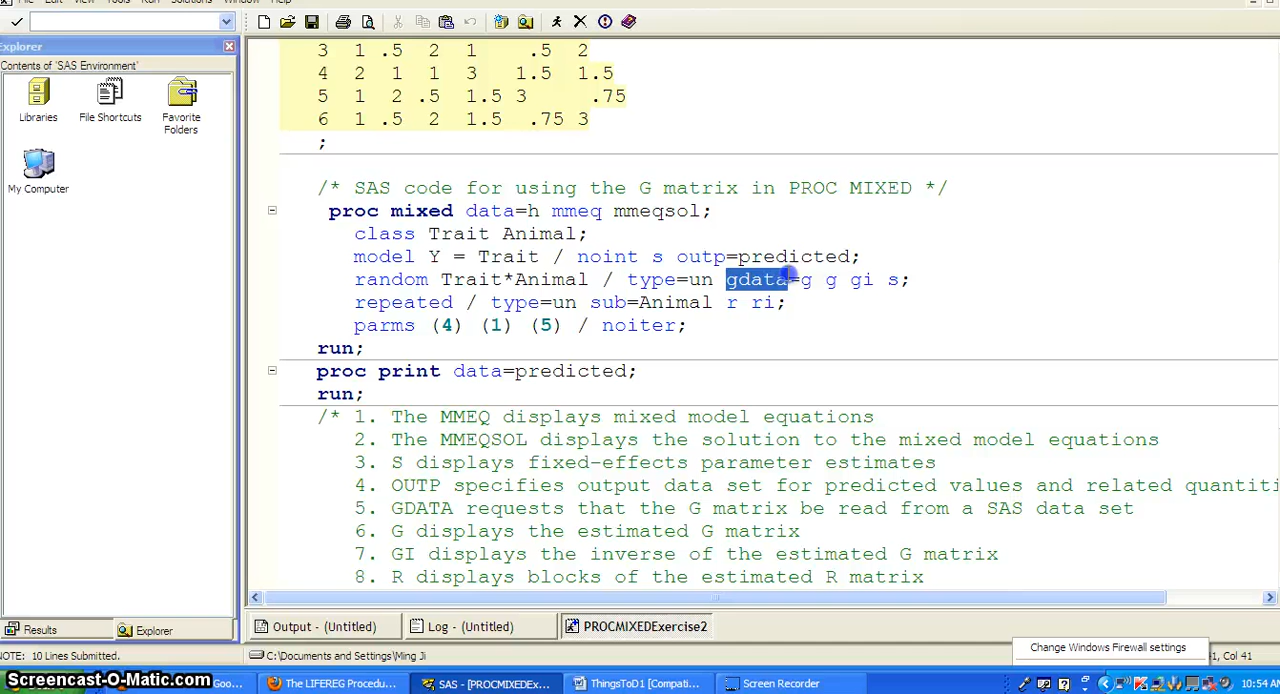 File Edit View Tools Run Solutions Window Help
Explorer
Contents of 'SAS Environment'
Libraries
File Shortcuts
Favorite Folders
My Computer
3 1 .5 2 1 .5 2
4 2 1 1 3 1.5 1.5
5 1 2 .5 1.5 3 .75
6 1 .5 2 1.5 .75 3
;
/* SAS code for using the G matrix in PROC MIXED */
proc mixed data=h mmeq mmeqsol;
class Trait Animal;
model Y = Trait / noint s outp=predicted;
random Trait*Animal / type=un gdata=g g gi s;
repeated / type=un sub=Animal r ri;
parms (4) (1) (5) / noiter;
run;
proc print data=predicted;
run;
/* 1. The MMEQ displays mixed model equations
2. The MMEQSOL displays the solution to the mixed model equations
3. S displays fixed-effects parameter estimates
4. OUTP specifies output data set for predicted values and related quantiti
5. GDATA requests that the G matrix be read from a SAS data set
6. G displays the estimated G matrix
7. GI displays the inverse of the estimated G matrix
8. R displays blocks of the estimated R matrix
Results
Explorer
Output - (Untitled)
Log - (Untitled)
PROCMIXEDExercise2
NOTE: 10 Lines Submitted.
C:\Documents and Settings\Ming Ji
Change Windows Firewall settings
41, Col 41
Screencast-O-Matic.com
Goo...
The LIFEREG Procedu...
SAS - [PROCMIXEDEx...
ThingsToD1 [Compati...
Screen Recorder
10:54 AM